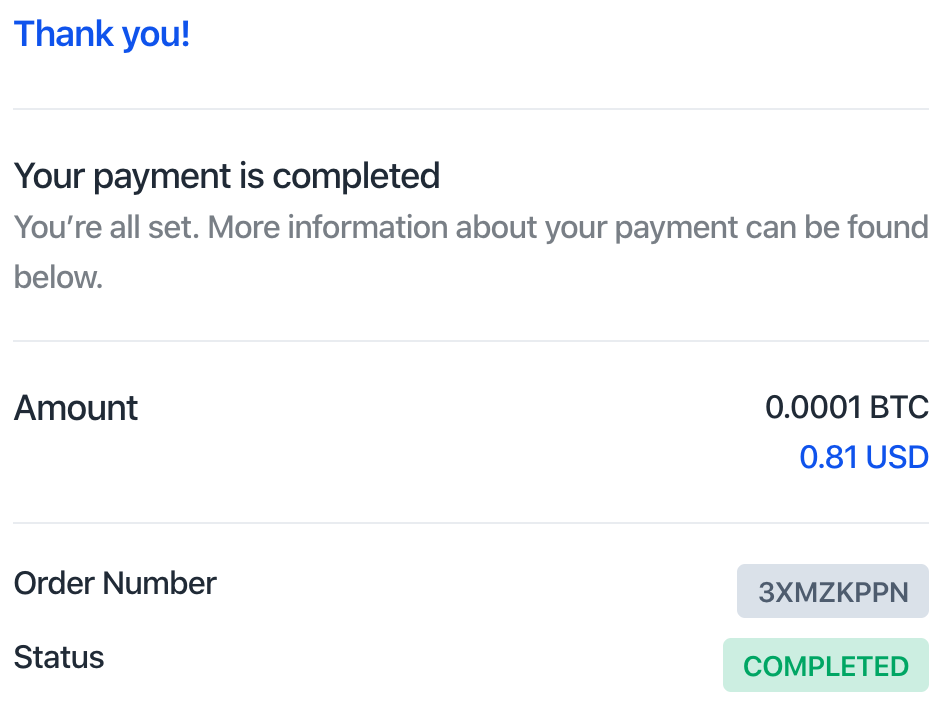 Thank you!
Your payment is completed
You’re all set. More information about your payment can be found
below.
Amount
0.0001 BTC
0.81 USD
Order Number
3XMZKPPN
Status
COMPLETED